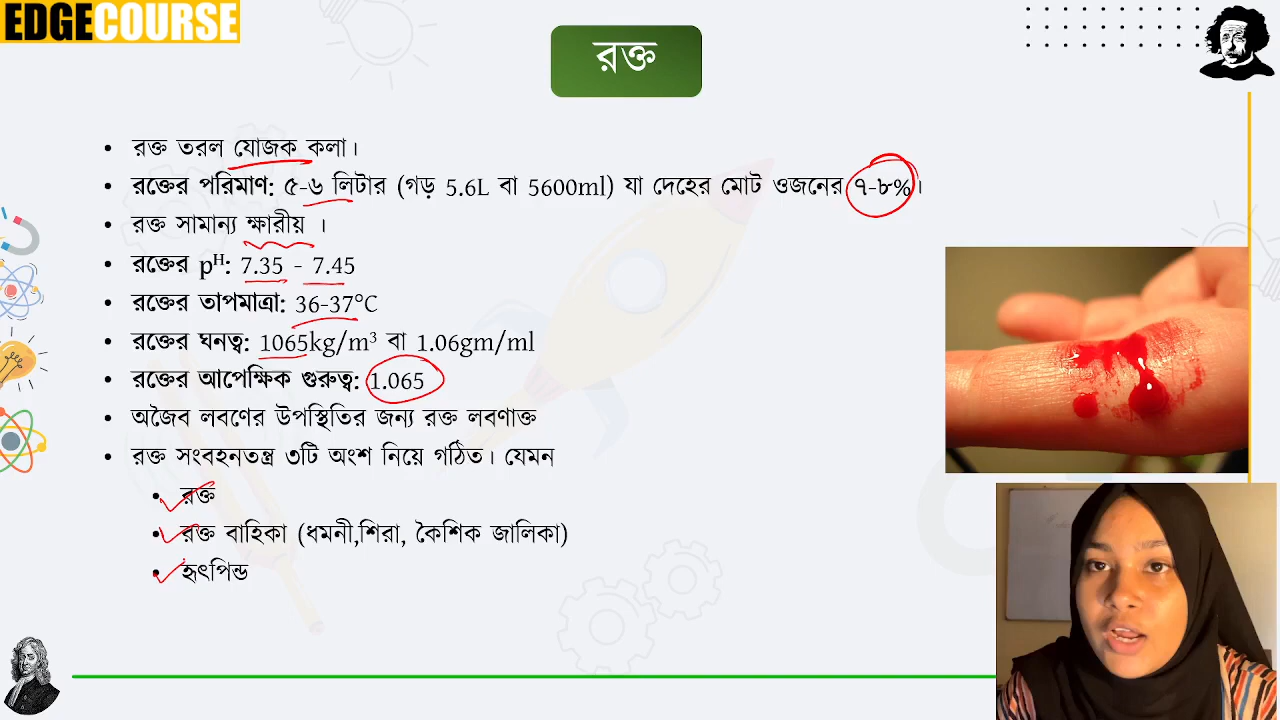 EDGECOURSE
রক্ত
• রক্ত তরল যোজক কলা।
• রক্তের পরিমাণ: ৫-৬ লিটার (গড় 5.6L বা 5600ml) যা দেহের মোট ওজনের ৭-৮%।
• রক্ত সামান্য ক্ষারীয় ।
• রক্তের pᴴ: 7.35 - 7.45
• রক্তের তাপমাত্রা: 36-37°C
• রক্তের ঘনত্ব: 1065kg/m³ বা 1.06gm/ml
• রক্তের আপেক্ষিক গুরুত্ব: 1.065
• অজৈব লবণের উপস্থিতির জন্য রক্ত লবণাক্ত
• রক্ত সংবহনতন্ত্র ৩টি অংশ নিয়ে গঠিত। যেমন
• রক্ত
• রক্ত বাহিকা (ধমনী,শিরা, কৈশিক জালিকা)
• হৃৎপিন্ড